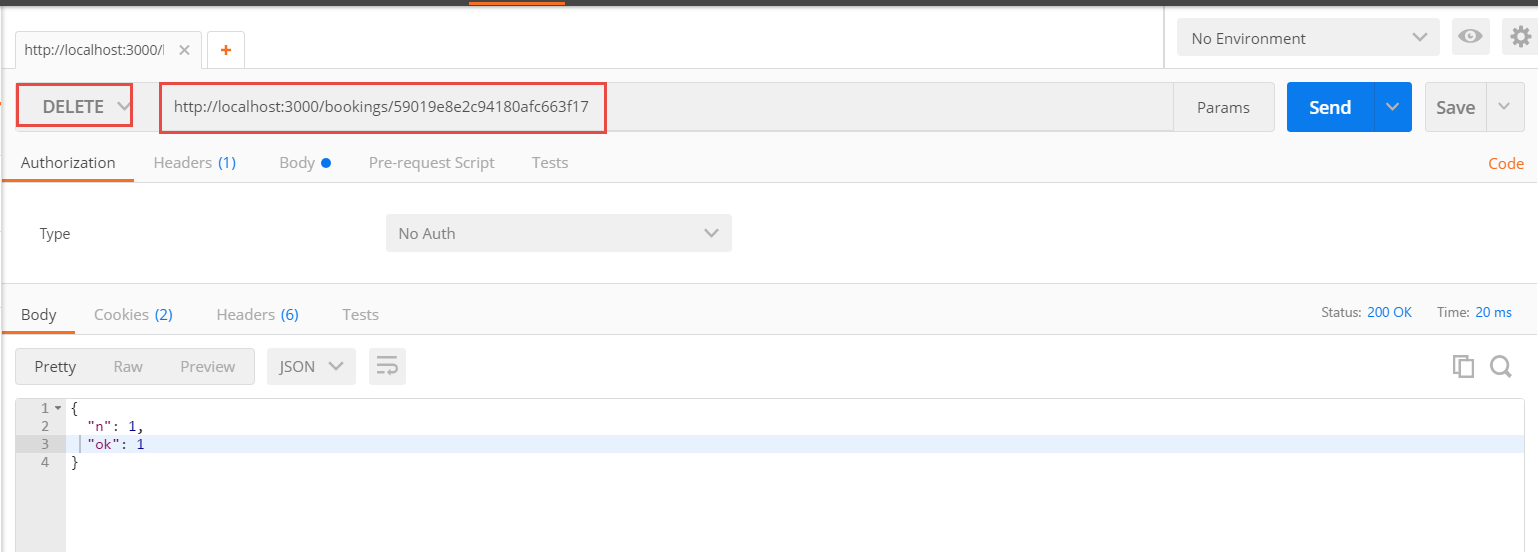 http://localhost:3000/
No Environment
DELETE
http://localhost:3000/bookings/59019e8e2c94180afc663f17
Params
Send
Save
Authorization
Headers (1)
Body
Pre-request Script
Tests
Code
Type
No Auth
Body
Cookies (2)
Headers (6)
Tests
Status: 200 OK
Time: 20 ms
Pretty
Raw
Preview
JSON
1 {
2 "n": 1,
3 "ok": 1
4 }